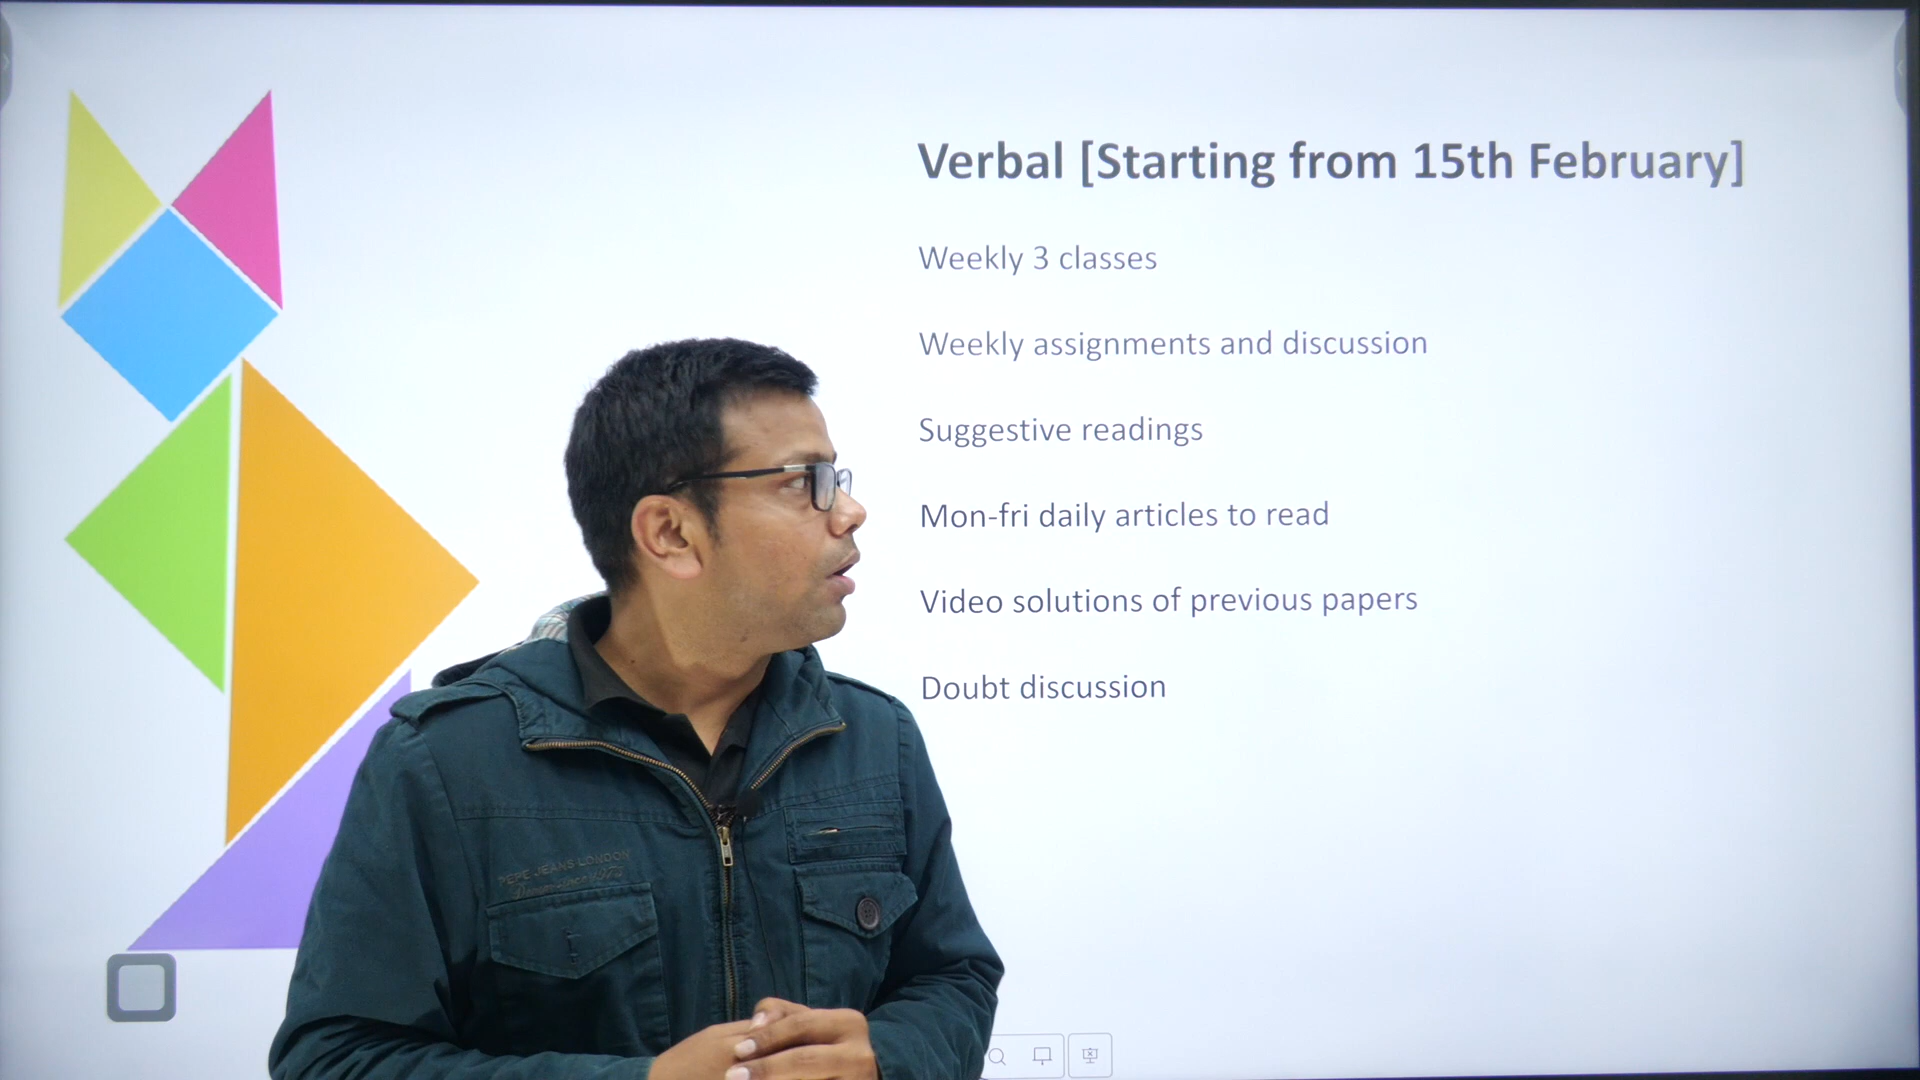 Verbal [Starting from 15th February]
Weekly 3 classes
Weekly assignments and discussion
Suggestive readings
Mon-fri daily articles to read
Video solutions of previous papers
Doubt discussion
PEPE JEANS LONDON